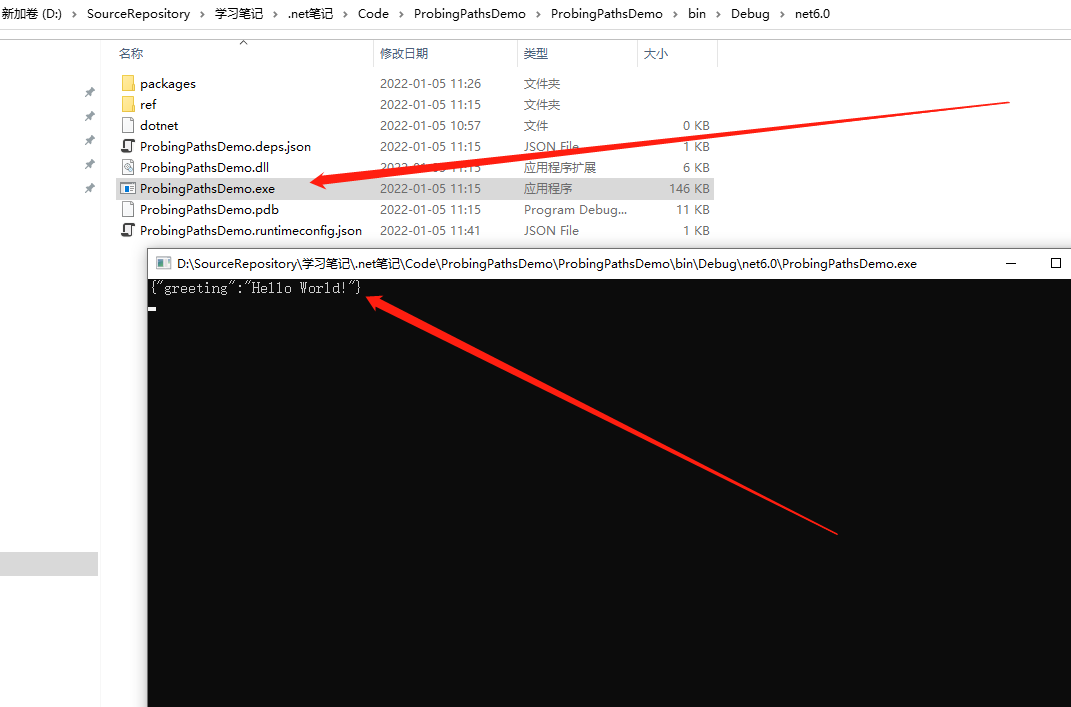 新加卷 (D:) › SourceRepository › 学习笔记 › .net笔记 › Code › ProbingPathsDemo › ProbingPathsDemo › bin › Debug › net6.0
名称 修改日期 类型 大小
packages 2022-01-05 11:26 文件夹
ref 2022-01-05 11:15 文件夹
dotnet 2022-01-05 10:57 文件 0 KB
ProbingPathsDemo.deps.json 2022-01-05 11:15 JSON File 1 KB
ProbingPathsDemo.dll 2022-01-05 11:15 应用程序扩展 6 KB
ProbingPathsDemo.exe 2022-01-05 11:15 应用程序 146 KB
ProbingPathsDemo.pdb 2022-01-05 11:15 Program Debug... 11 KB
ProbingPathsDemo.runtimeconfig.json 2022-01-05 11:41 JSON File 1 KB
D:\SourceRepository\学习笔记\.net笔记\Code\ProbingPathsDemo\ProbingPathsDemo\bin\Debug\net6.0\ProbingPathsDemo.exe
{"greeting":"Hello World!"}